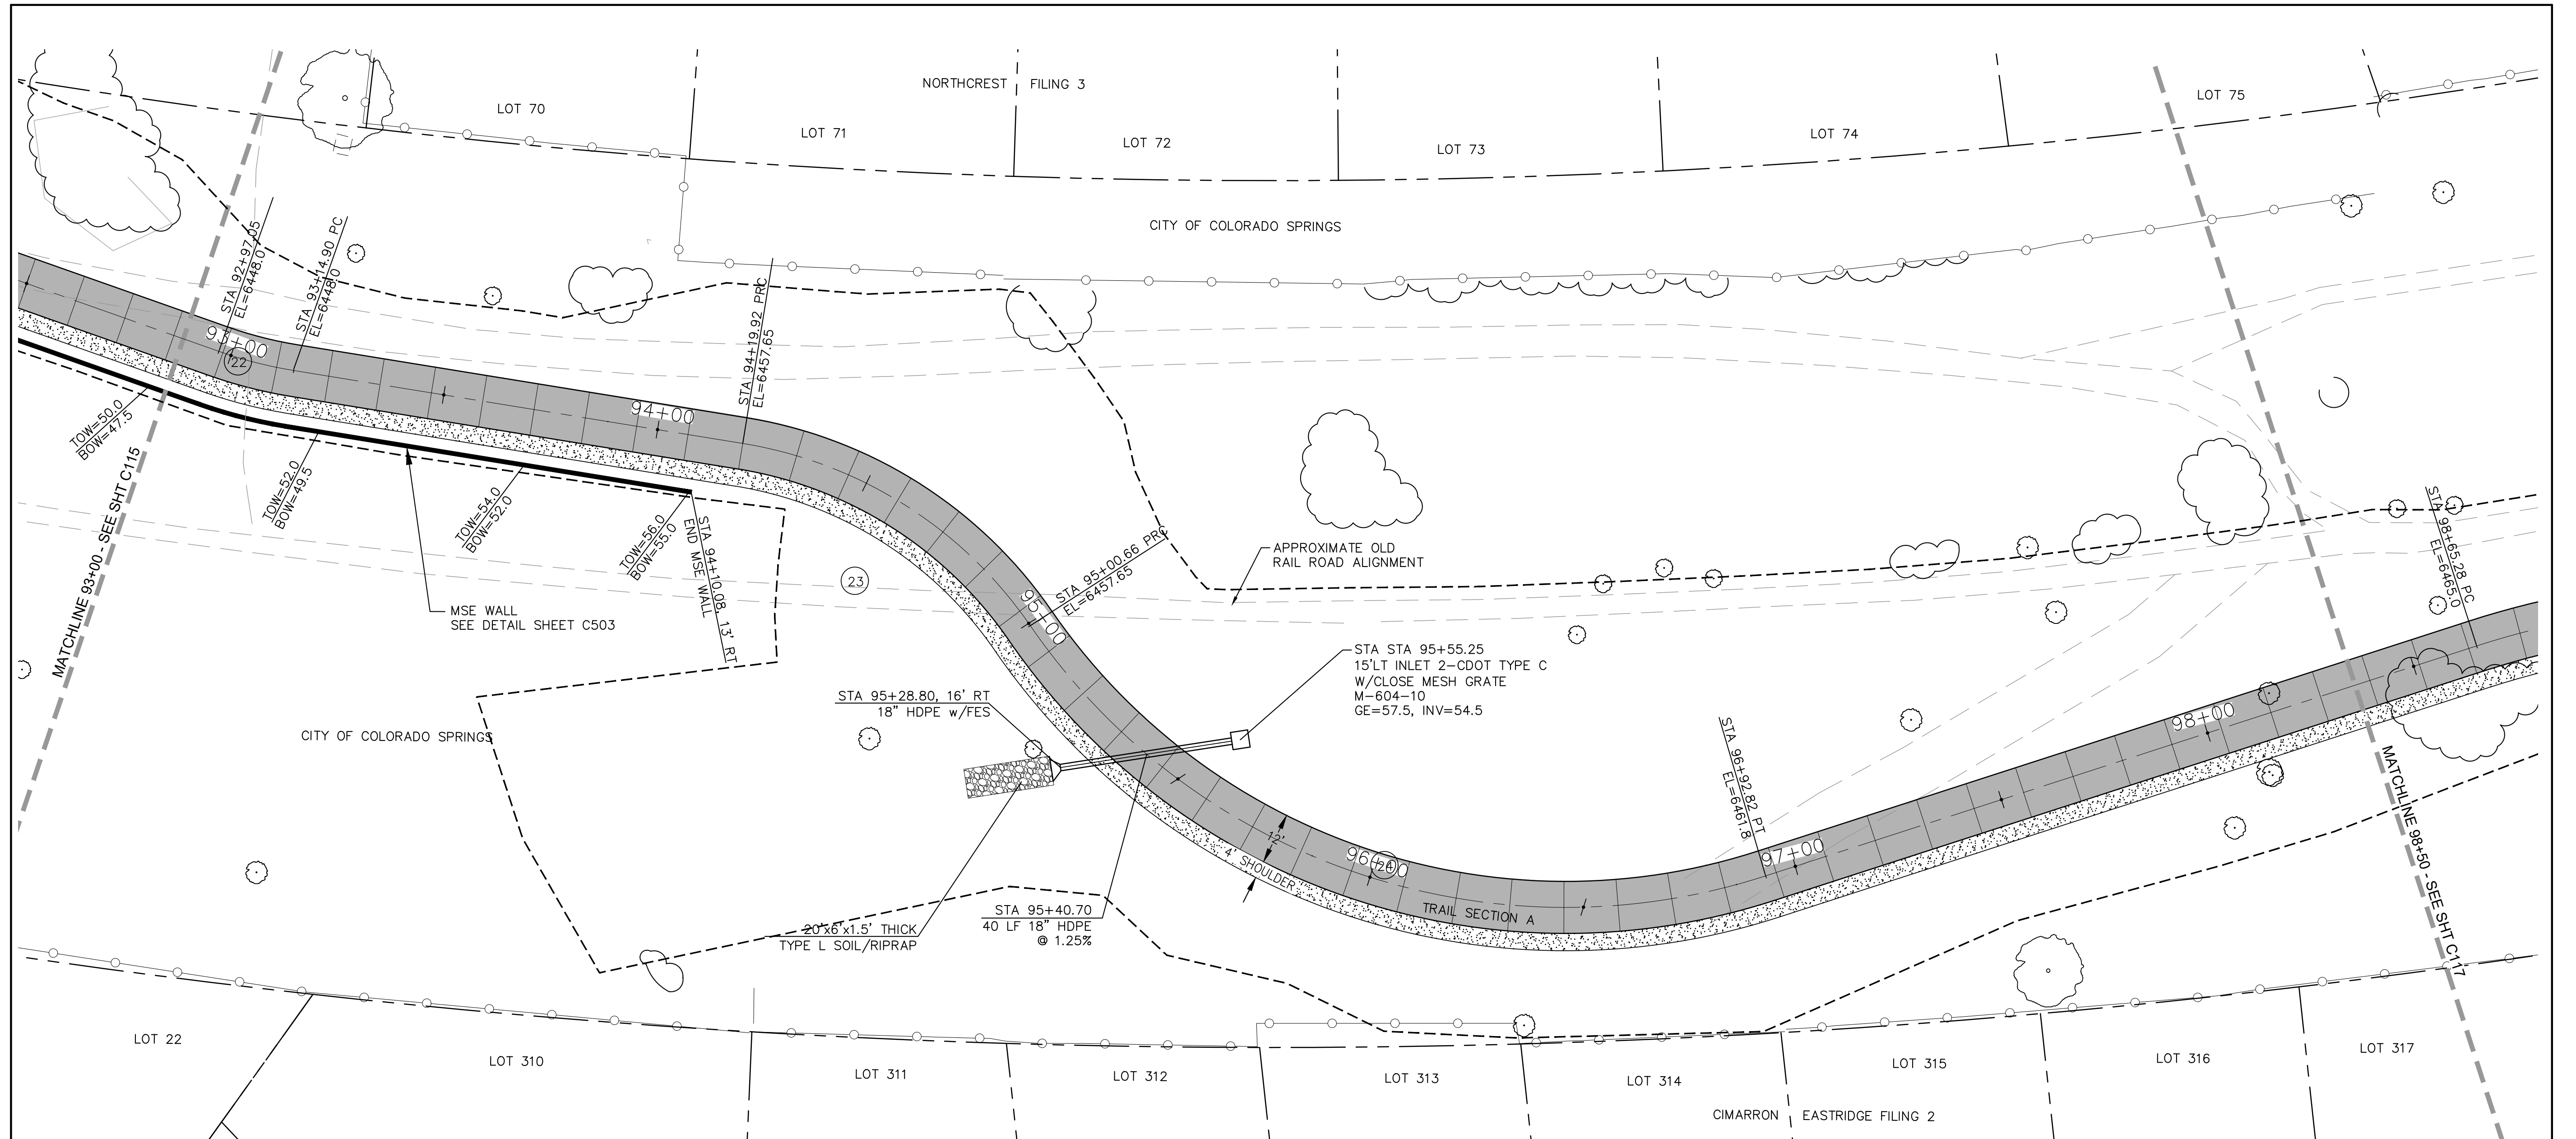 NORTHCREST FILING 3
LOT 70
LOT 71
LOT 72
LOT 73
LOT 74
LOT 75
CITY OF COLORADO SPRINGS
STA 92+97.05
EL=6448.0
STA 93+14.90 PC
EL=6448.0
93+00
22
94+00
STA 94+19.92 PRC
EL=6457.65
TOW=50.0
BOW=47.5
MATCHLINE 93+00 - SEE SHT C115
TOW=52.0
BOW=49.5
TOW=54.0
BOW=52.0
TOW=56.0
BOW=55.0
STA 94+10.08, 13' RT
END MSE WALL
MSE WALL
SEE DETAIL SHEET C503
23
95+00
STA 95+00.66 PRC
EL=6457.65
APPROXIMATE OLD
RAIL ROAD ALIGNMENT
STA 98+65.28 PC
EL=6465.0
STA STA 95+55.25
15'LT INLET 2-CDOT TYPE C
W/CLOSE MESH GRATE
M-604-10
GE=57.5, INV=54.5
STA 95+28.80, 16' RT
18" HDPE w/FES
CITY OF COLORADO SPRINGS
STA 96+92.82 PT
EL=6461.8
98+00
97+00
MATCHLINE 98+50 - SEE SHT C117
12'
4' SHOULDER
96+00
24
TRAIL SECTION A
20'x6'x1.5' THICK
TYPE L SOIL/RIPRAP
STA 95+40.70
40 LF 18" HDPE
@ 1.25%
LOT 22
LOT 310
LOT 311
LOT 312
LOT 313
LOT 314
LOT 315
LOT 316
LOT 317
CIMARRON EASTRIDGE FILING 2